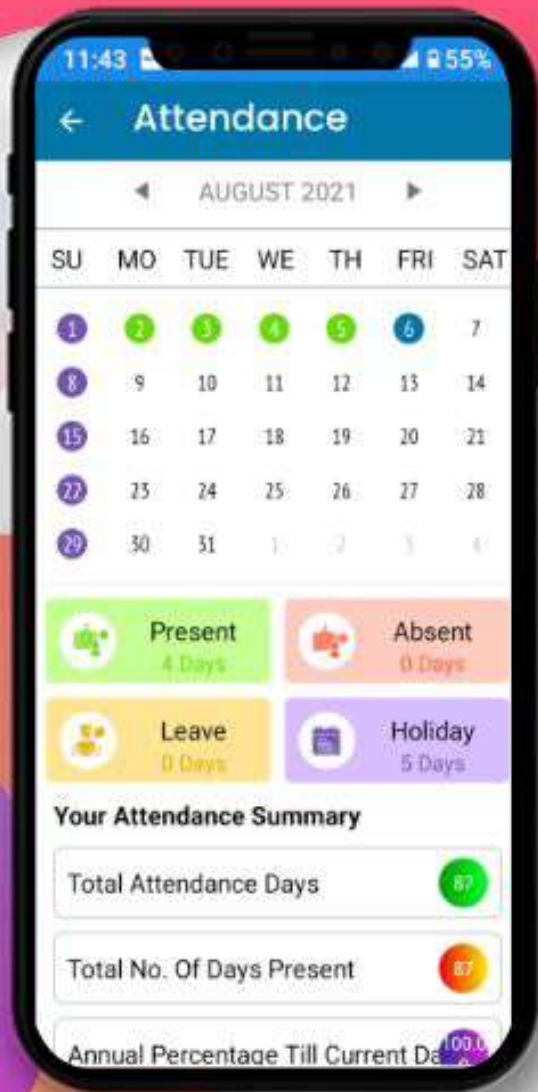 11:43 55%
← Attendance
◀ AUGUST 2021 ▶
SU MO TUE WE TH FRI SAT
1 2 3 4 5 6 7
8 9 10 11 12 13 14
15 16 17 18 19 20 21
22 23 24 25 26 27 28
29 30 31 1 2 3 4
Present Absent
4 Days 0 Days
Leave Holiday
0 Days 5 Days
Your Attendance Summary
Total Attendance Days 87
Total No. Of Days Present 87
Annual Percentage Till Current Da 100.0